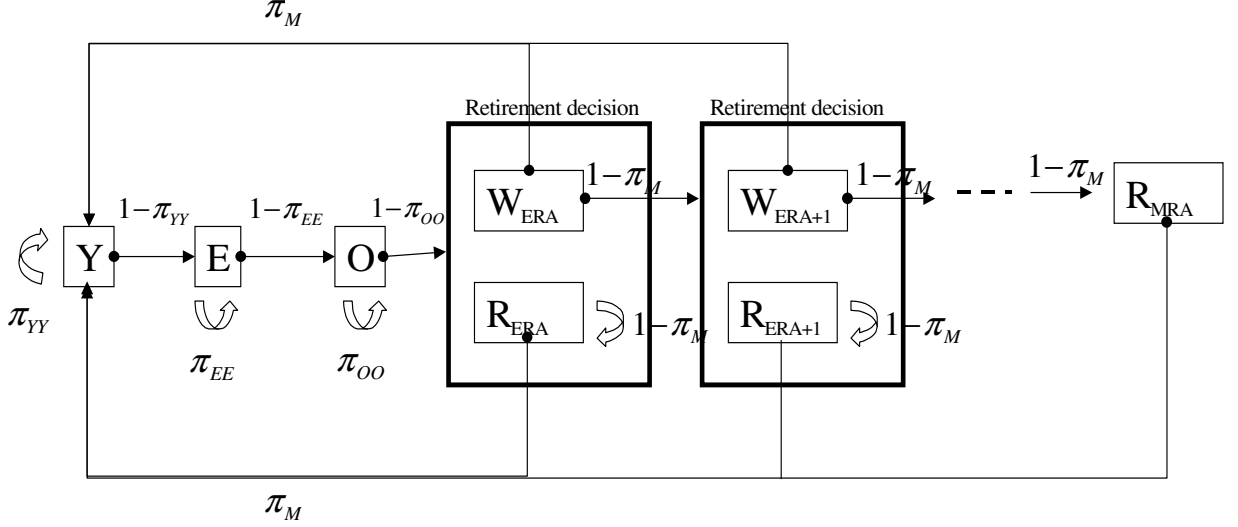 π_M
Retirement decision Retirement decision
W_ERA 1−π_M W_ERA+1 1−π_M 1−π_M R_MRA
1−π_YY 1−π_EE 1−π_OO
Y E O
π_YY R_ERA 1−π_M R_ERA+1 1−π_M
π_EE π_OO
π_M